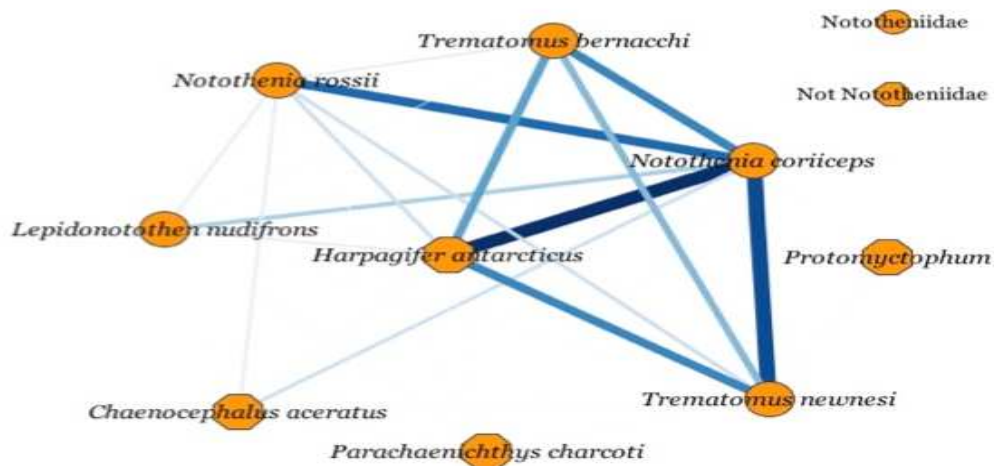 Nototheniidae
Trematomus bernacchi
Notothenia rossii
Not Nototheniidae
Notothenia coriiceps
Lepidonotothen nudifrons
Harpagifer antarcticus
Protomyctophum
Trematomus newnesi
Chaenocephalus aceratus
Parachaenichthys charcoti